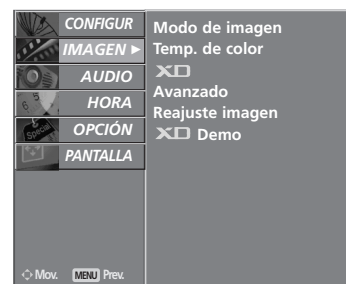 CONFIGUR
IMAGEN ►
AUDIO
HORA
OPCIÓN
PANTALLA
Modo de imagen
Temp. de color
XD
Avanzado
Reajuste imagen
XD Demo
Mov. MENU Prev.